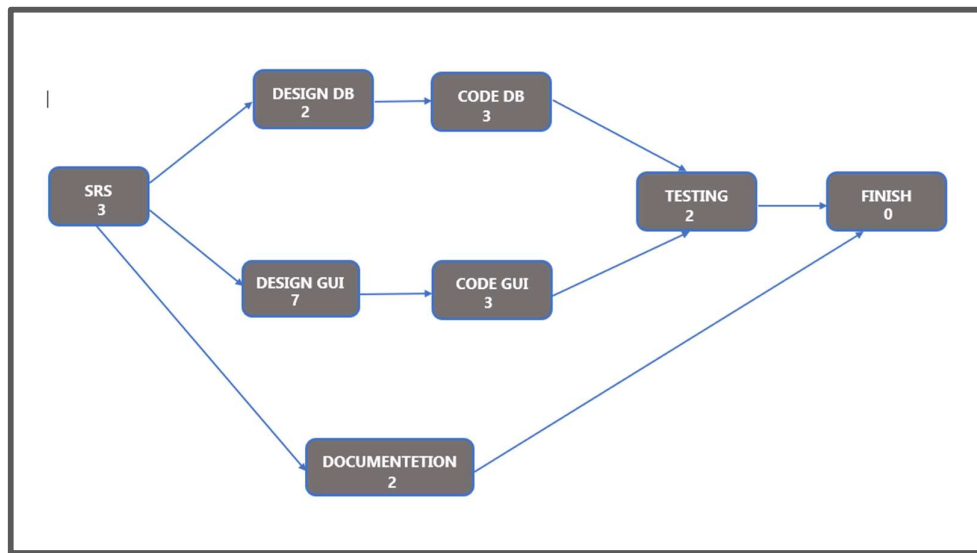 DESIGN DB
2
CODE DB
3
SRS
3
TESTING
2
FINISH
0
DESIGN GUI
7
CODE GUI
3
DOCUMENTETION
2